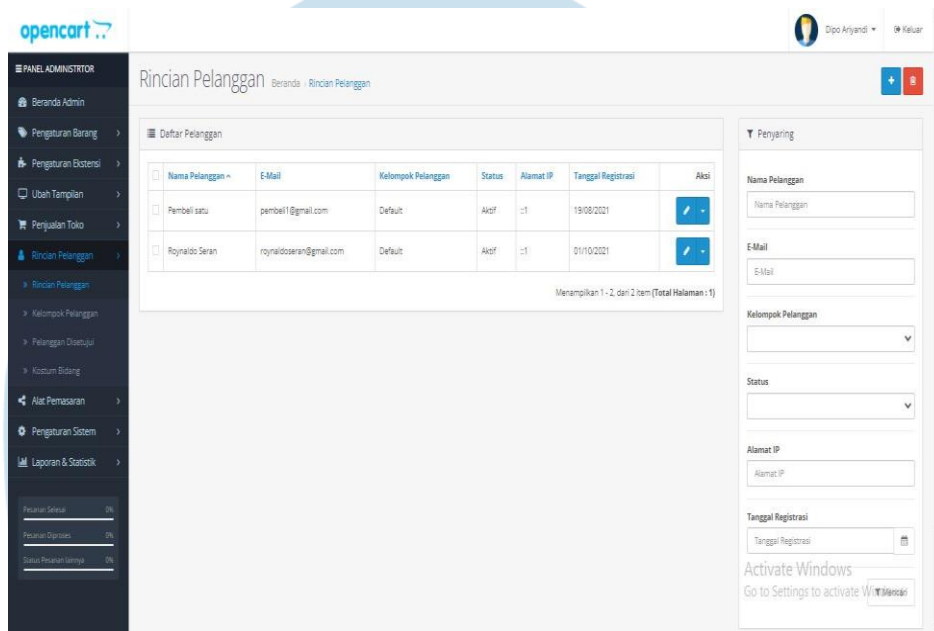 opencart
Dipo Ariyandi
Keluar
PANEL ADMINISTRTOR
Beranda Admin
Pengaturan Barang
Pengaturan Ekstensi
Ubah Tampilan
Penjualan Toko
Rincian Pelanggan
» Rincian Pelanggan
» Kelompok Pelanggan
» Pelanggan Disetujui
» Kostum Bidang
Alat Pemasaran
Pengaturan Sistem
Laporan & Statistik
Pesanan Selesai 0%
Pesanan Diproses 0%
Status Pesanan lainnya 0%
Rincian Pelanggan Beranda › Rincian Pelanggan
Daftar Pelanggan
Nama Pelanggan E-Mail Kelompok Pelanggan Status Alamat IP Tanggal Registrasi Aksi
Pembeli satu pembeli1@gmail.com Default Aktif ::1 19/08/2021
Roynaldo Seran roynaldoseran@gmail.com Default Aktif ::1 01/10/2021
Menampilkan 1 - 2, dari 2 item (Total Halaman : 1)
Penyaring
Nama Pelanggan
Nama Pelanggan
E-Mail
E-Mail
Kelompok Pelanggan
Status
Alamat IP
Alamat IP
Tanggal Registrasi
Tanggal Registrasi
Activate Windows
Go to Settings to activate Windows.
Mencari